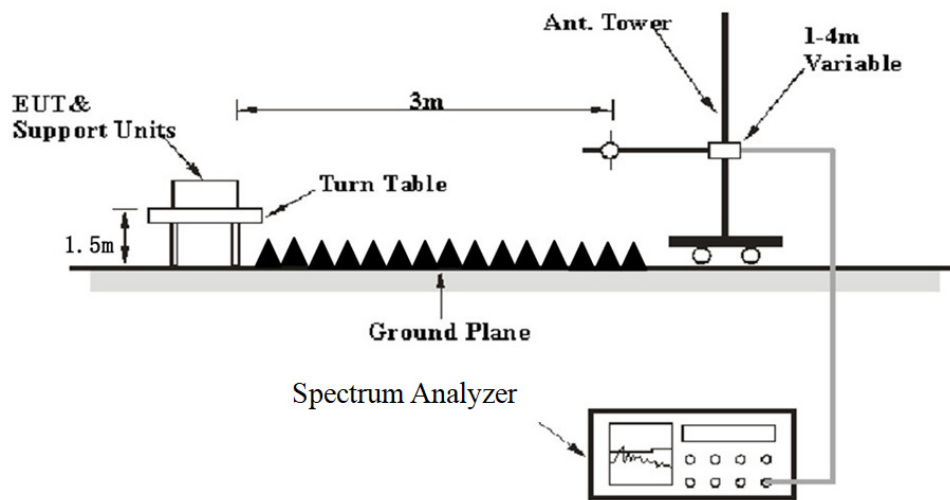 Ant. Tower
1-4m
Variable
3m
EUT&
Support Units
Turn Table
1.5m
Ground Plane
Spectrum Analyzer